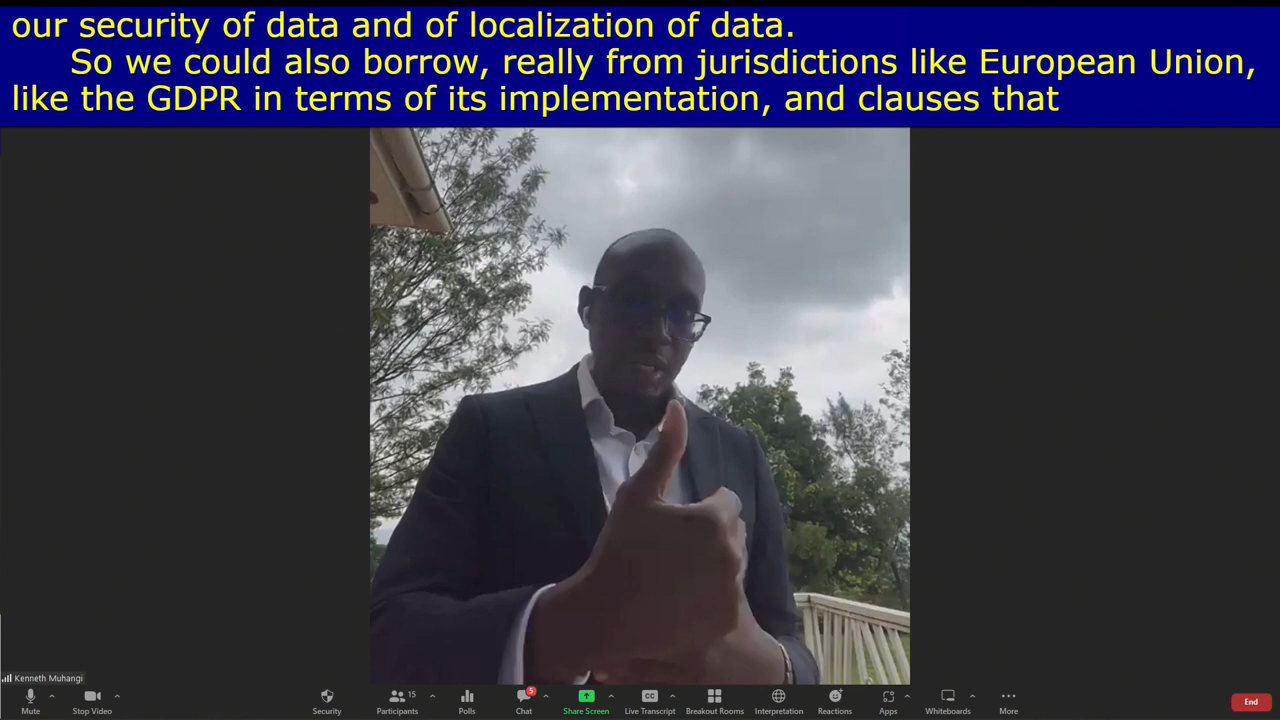 our security of data and of localization of data.
So we could also borrow, really from jurisdictions like European Union,
like the GDPR in terms of its implementation, and clauses that
Kenneth Muhangi
Mute
Stop Video
Security
Participants
15
Polls
Chat
5
Share Screen
CC
Live Transcript
Breakout Rooms
Interpretation
Reactions
Apps
Whiteboards
More
End